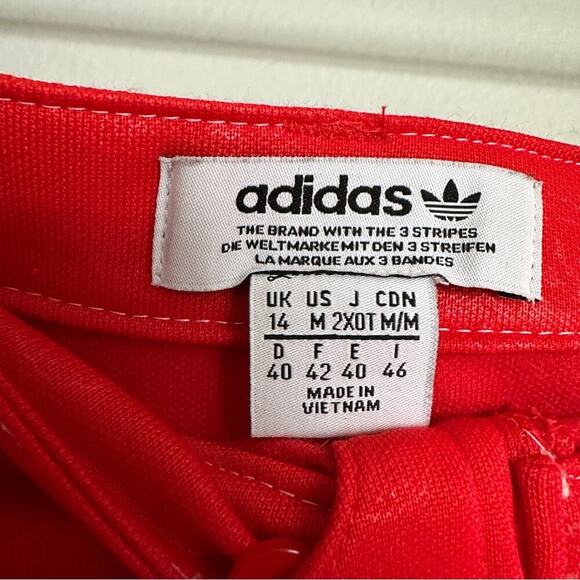 adidas
THE BRAND WITH THE 3 STRIPES
DIE WELTMARKE MIT DEN 3 STREIFEN
LA MARQUE AUX 3 BANDES
UK US J CDN
14 M 2XOT M/M
D F E I
40 42 40 46
MADE IN
VIETNAM